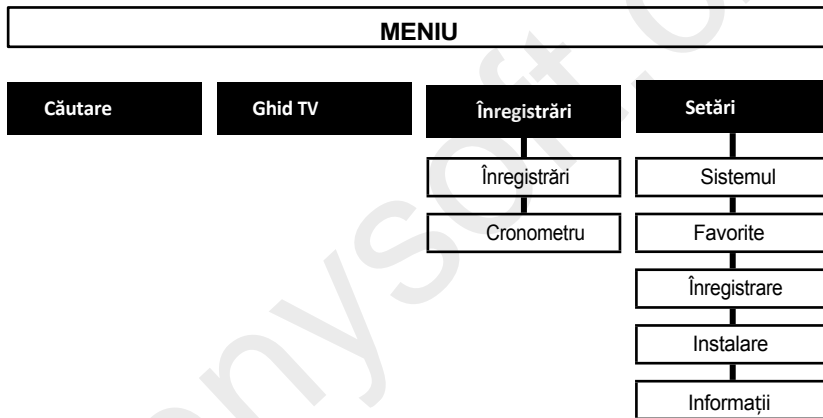 MENIU
Căutare
Ghid TV
Înregistrări
Setări
Înregistrări
Sistemul
Cronometru
Favorite
Înregistrare
Instalare
Informații